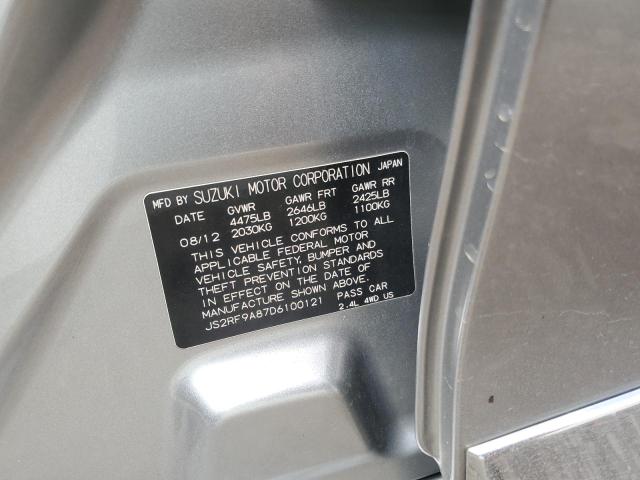 MFD BY SUZUKI MOTOR CORPORATION JAPAN
DATE GVWR GAWR FRT GAWR RR
4475LB 2646LB 2425LB
08/12 2030KG 1200KG 1100KG
THIS VEHICLE CONFORMS TO ALL
APPLICABLE FEDERAL MOTOR
VEHICLE SAFETY, BUMPER AND
THEFT PREVENTION STANDARDS
IN EFFECT ON THE DATE OF
MANUFACTURE SHOWN ABOVE.
JS2RF9A87D6100121 PASS CAR
2.4L 4WD US